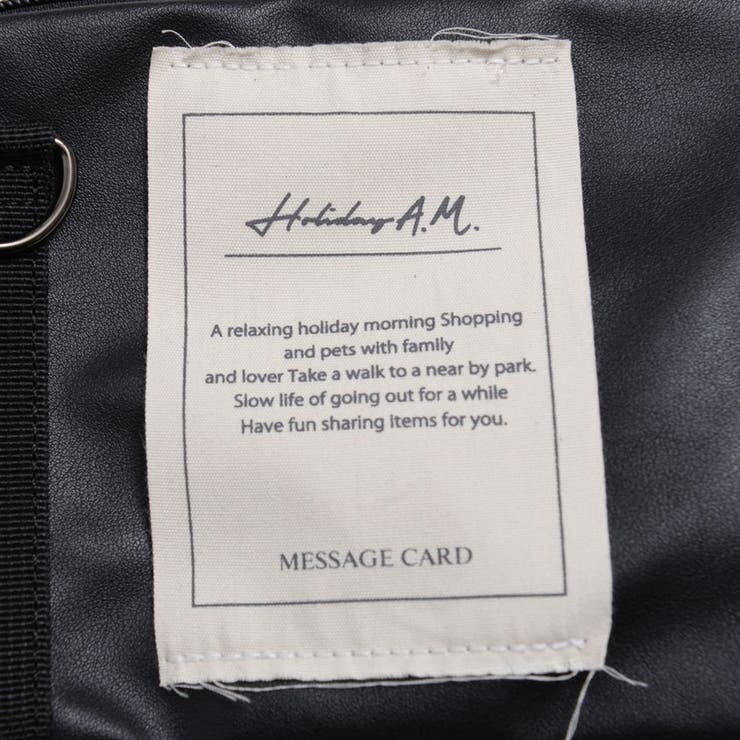 Holiday A.M.
A relaxing holiday morning Shopping
and pets with family
and lover Take a walk to a near by park.
Slow life of going out for a while
Have fun sharing items for you.
MESSAGE CARD